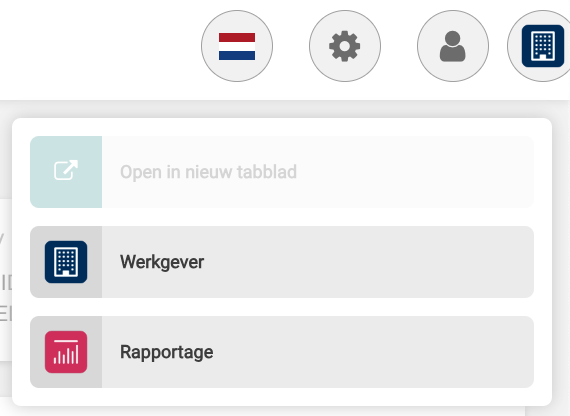 Open in nieuw tabblad
Werkgever
Rapportage